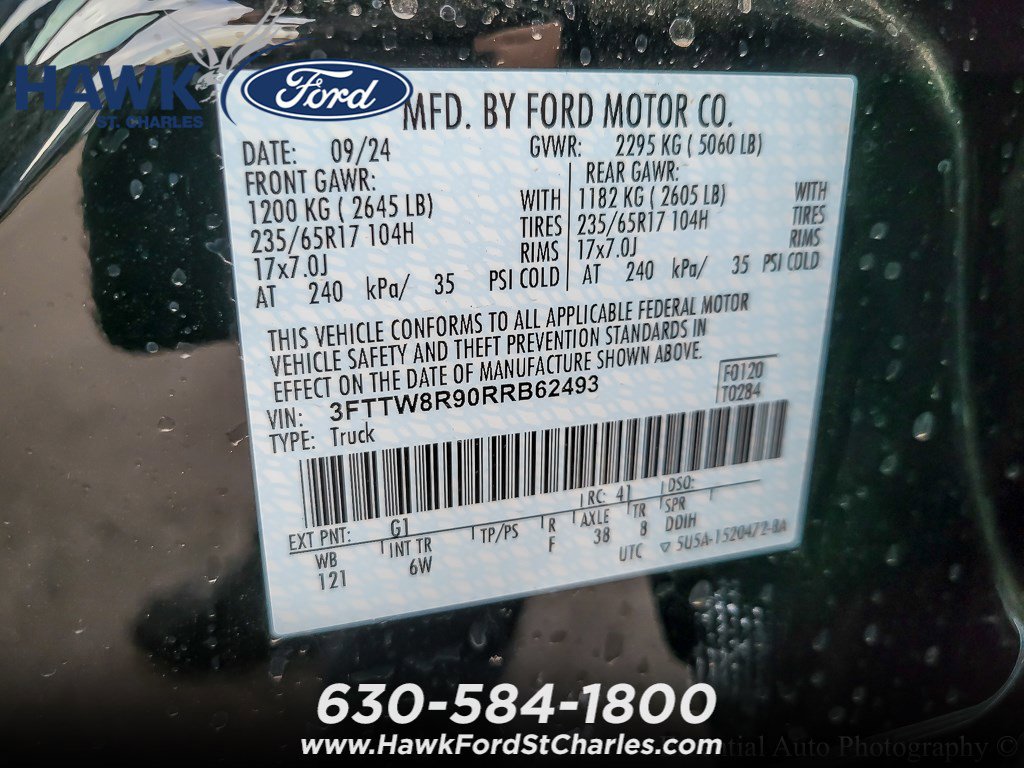 HAWK
ST. CHARLES
Ford
MFD. BY FORD MOTOR CO.
DATE: 09/24 GVWR: 2295 KG ( 5060 LB)
FRONT GAWR: REAR GAWR:
1200 KG ( 2645 LB) WITH 1182 KG ( 2605 LB) WITH
235/65R17 104H TIRES 235/65R17 104H TIRES
17x7.0J RIMS 17x7.0J RIMS
AT 240 kPa/ 35 PSI COLD AT 240 kPa/ 35 PSI COLD
THIS VEHICLE CONFORMS TO ALL APPLICABLE FEDERAL MOTOR
VEHICLE SAFETY AND THEFT PREVENTION STANDARDS IN
EFFECT ON THE DATE OF MANUFACTURE SHOWN ABOVE.
VIN: 3FTTW8R90RRB62493 F0120
TYPE: Truck T0284
EXT PNT: G1 RC: 41 DSO:
WB INT TR TP/PS R AXLE TR SPR
121 6W F 38 8 DDIH
UTC 5U5A-1520472-BA
630-584-1800
www.HawkFordStCharles.com
Auto Photography ©